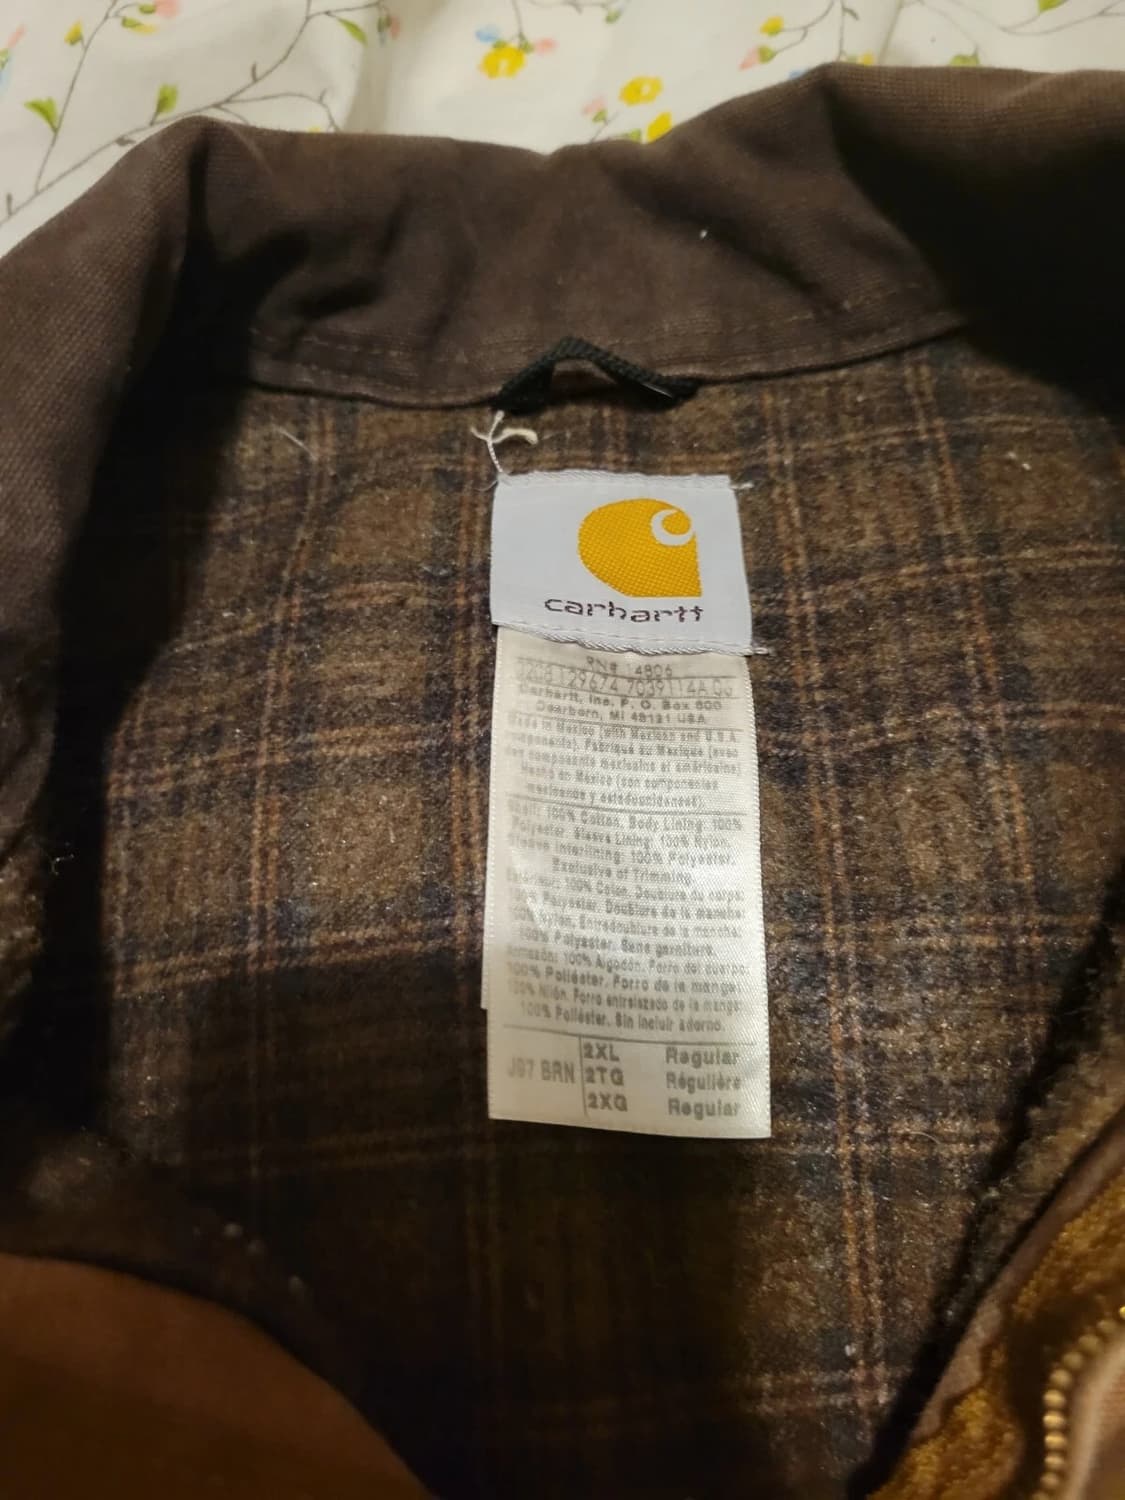 carhartt
RN# 14806
Carhartt, Inc. P. O. Box 600
Dearborn, MI 48121 USA
Made in Mexico (with Mexican and U.S.A
components). Fabriqué au Mexique (avec
des composants mexicains et américains)
Hecho en México (con componentes
mexicanos y estadounidenses).
Shell: 100% Cotton, Body Lining: 100%
Polyester, Sleeve Lining: 100% Nylon,
Sleeve Interlining: 100% Polyester,
Exclusive of Trimming.
100% Coton, Doublure du corps:
Polyester, Doublure de la manche:
100% Nylon, Entredoublure de la manche:
100% Polyester. Sans garniture.
Armazón: 100% Algodón, Forro del cuerpo:
100% Poliéster, Forro de la manga:
100% Nilón, Forro entrelazado de la manga:
100% Poliéster. Sin incluir adorno.
J97 BRN 2XL Regular
2TG Régulière
2XG Regular